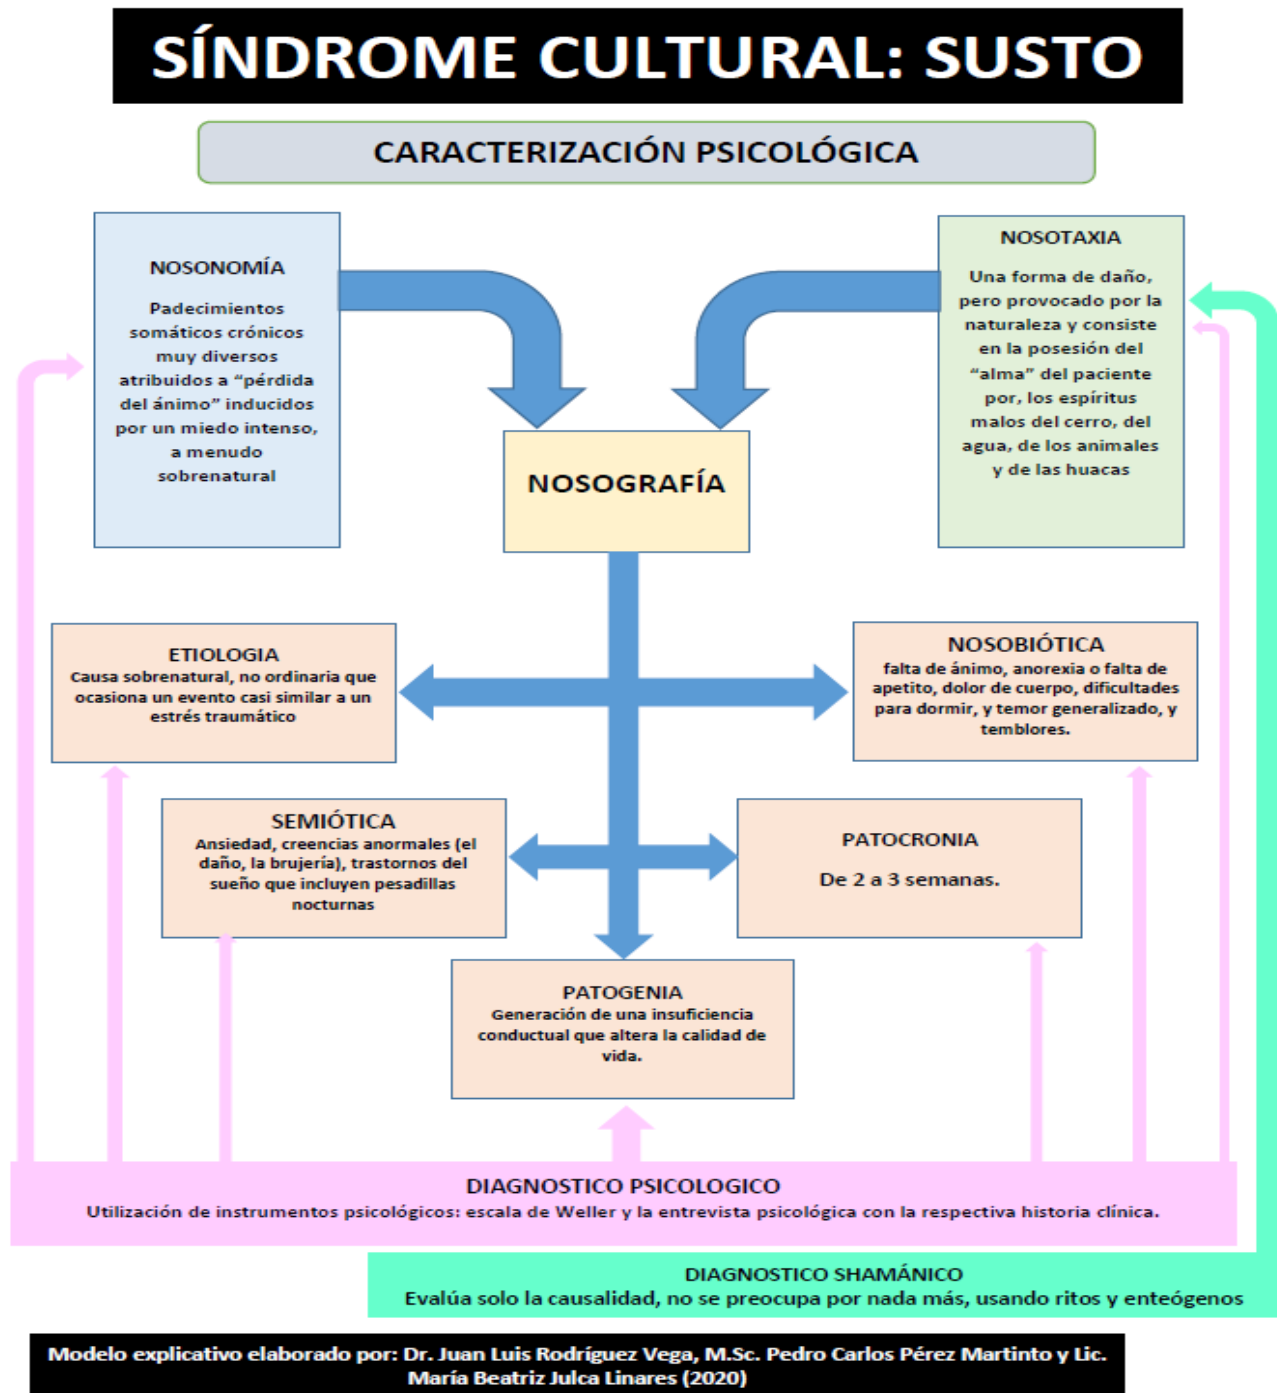 SÍNDROME CULTURAL: SUSTO
CARACTERIZACIÓN PSICOLÓGICA
NOSONOMÍA
Padecimientos
somáticos crónicos
muy diversos
atribuidos a “pérdida
del ánimo” inducidos
por un miedo intenso,
a menudo
sobrenatural
NOSOTAXIA
Una forma de daño,
pero provocado por la
naturaleza y consiste
en la posesión del
“alma” del paciente
por, los espíritus
malos del cerro, del
agua, de los animales
y de las huacas
NOSOGRAFÍA
ETIOLOGIA
Causa sobrenatural, no ordinaria que
ocasiona un evento casi similar a un
estrés traumático
NOSOBIÓTICA
falta de ánimo, anorexia o falta de
apetito, dolor de cuerpo, dificultades
para dormir, y temor generalizado, y
temblores.
SEMIÓTICA
Ansiedad, creencias anormales (el
daño, la brujería), trastornos del
sueño que incluyen pesadillas
nocturnas
PATOCRONIA
De 2 a 3 semanas.
PATOGENIA
Generación de una insuficiencia
conductual que altera la calidad de
vida.
DIAGNOSTICO PSICOLOGICO
Utilización de instrumentos psicológicos: escala de Weller y la entrevista psicológica con la respectiva historia clínica.
DIAGNOSTICO SHAMÁNICO
Evalúa solo la causalidad, no se preocupa por nada más, usando ritos y enteógenos
Modelo explicativo elaborado por: Dr. Juan Luis Rodríguez Vega, M.Sc. Pedro Carlos Pérez Martinto y Lic.
María Beatriz Julca Linares (2020)